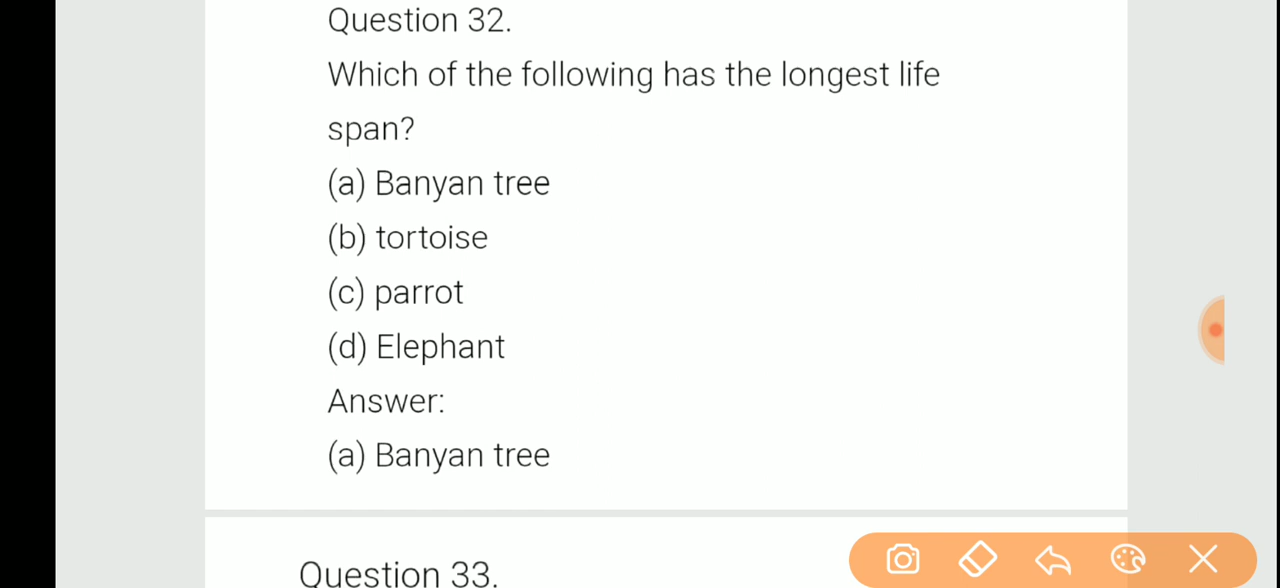 Question 32.
Which of the following has the longest life
span?
(a) Banyan tree
(b) tortoise
(c) parrot
(d) Elephant
Answer:
(a) Banyan tree
Question 33.